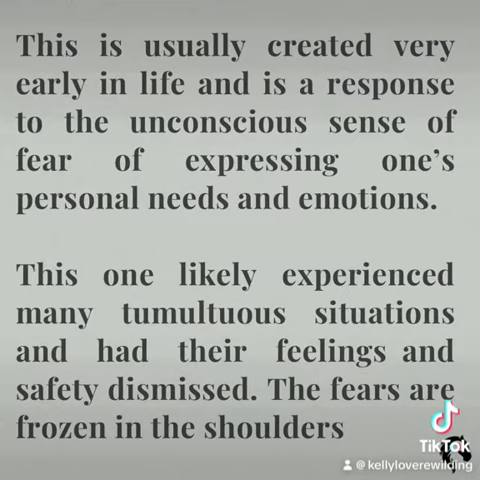 This is usually created very
early in life and is a response
to the unconscious sense of
fear of expressing one's
personal needs and emotions.
This one likely experienced
many tumultuous situations
and had their feelings and
safety dismissed. The fears are
frozen in the shoulders
TikTok
@kellyloverewilding